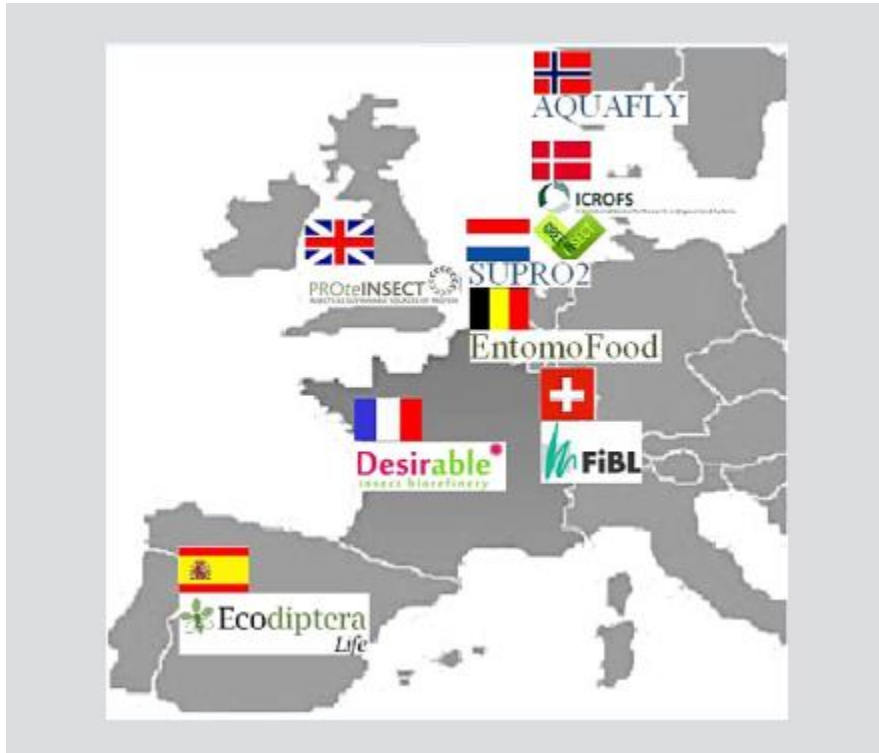 AQUAFLY
ICROFS
SUPRO2
PROteINSECT
EntomoFood
Desirable
insect biorefinery
FiBL
Ecodiptera
Life